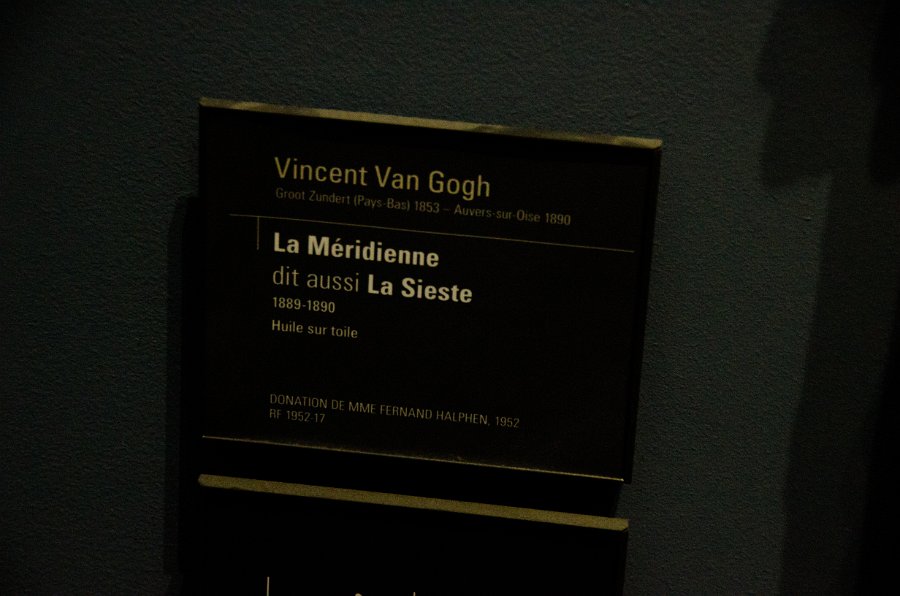 Vincent Van Gogh
Groot Zundert (Pays-Bas) 1853 – Auvers-sur-Oise 1890
La Méridienne
dit aussi La Sieste
1889-1890
Huile sur toile
DONATION DE MME FERNAND HALPHEN, 1952
RF 1952-17